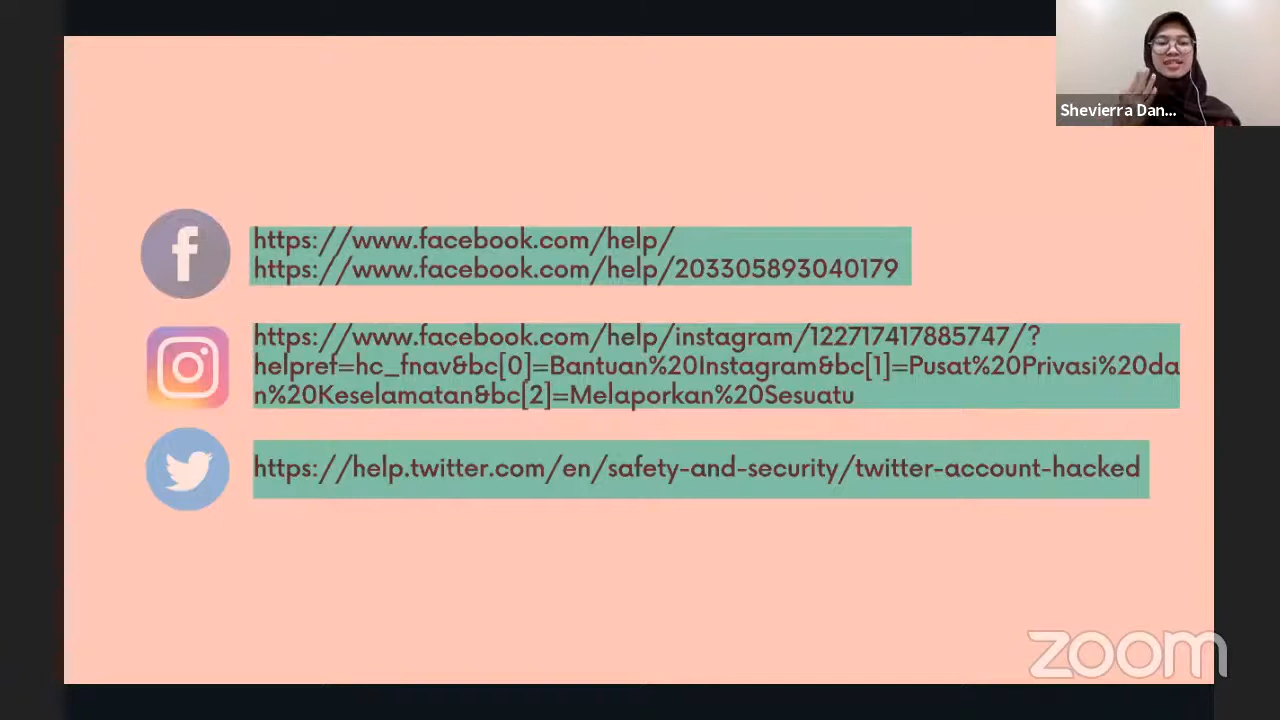 Shevierra Dan...
https://www.facebook.com/help/
https://www.facebook.com/help/203305893040179
https://www.facebook.com/help/instagram/122717417885747/?
helpref=hc_fnav&bc[0]=Bantuan%20Instagram&bc[1]=Pusat%20Privasi%20da
n%20Keselamatan&bc[2]=Melaporkan%20Sesuatu
https://help.twitter.com/en/safety-and-security/twitter-account-hacked
zoom